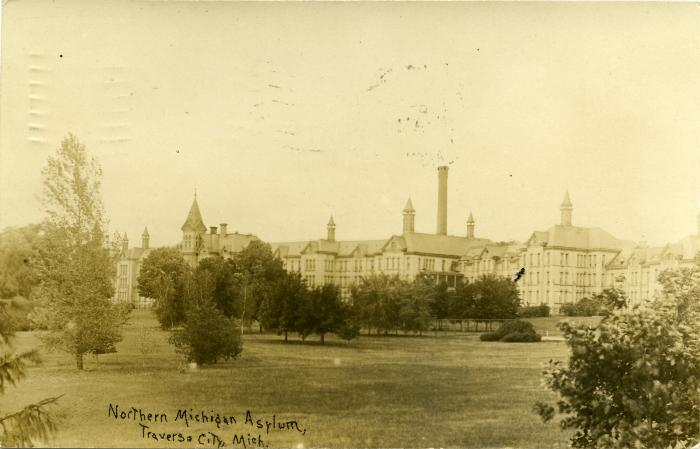 Northern Michigan Asylum,
Traverse City, Mich.